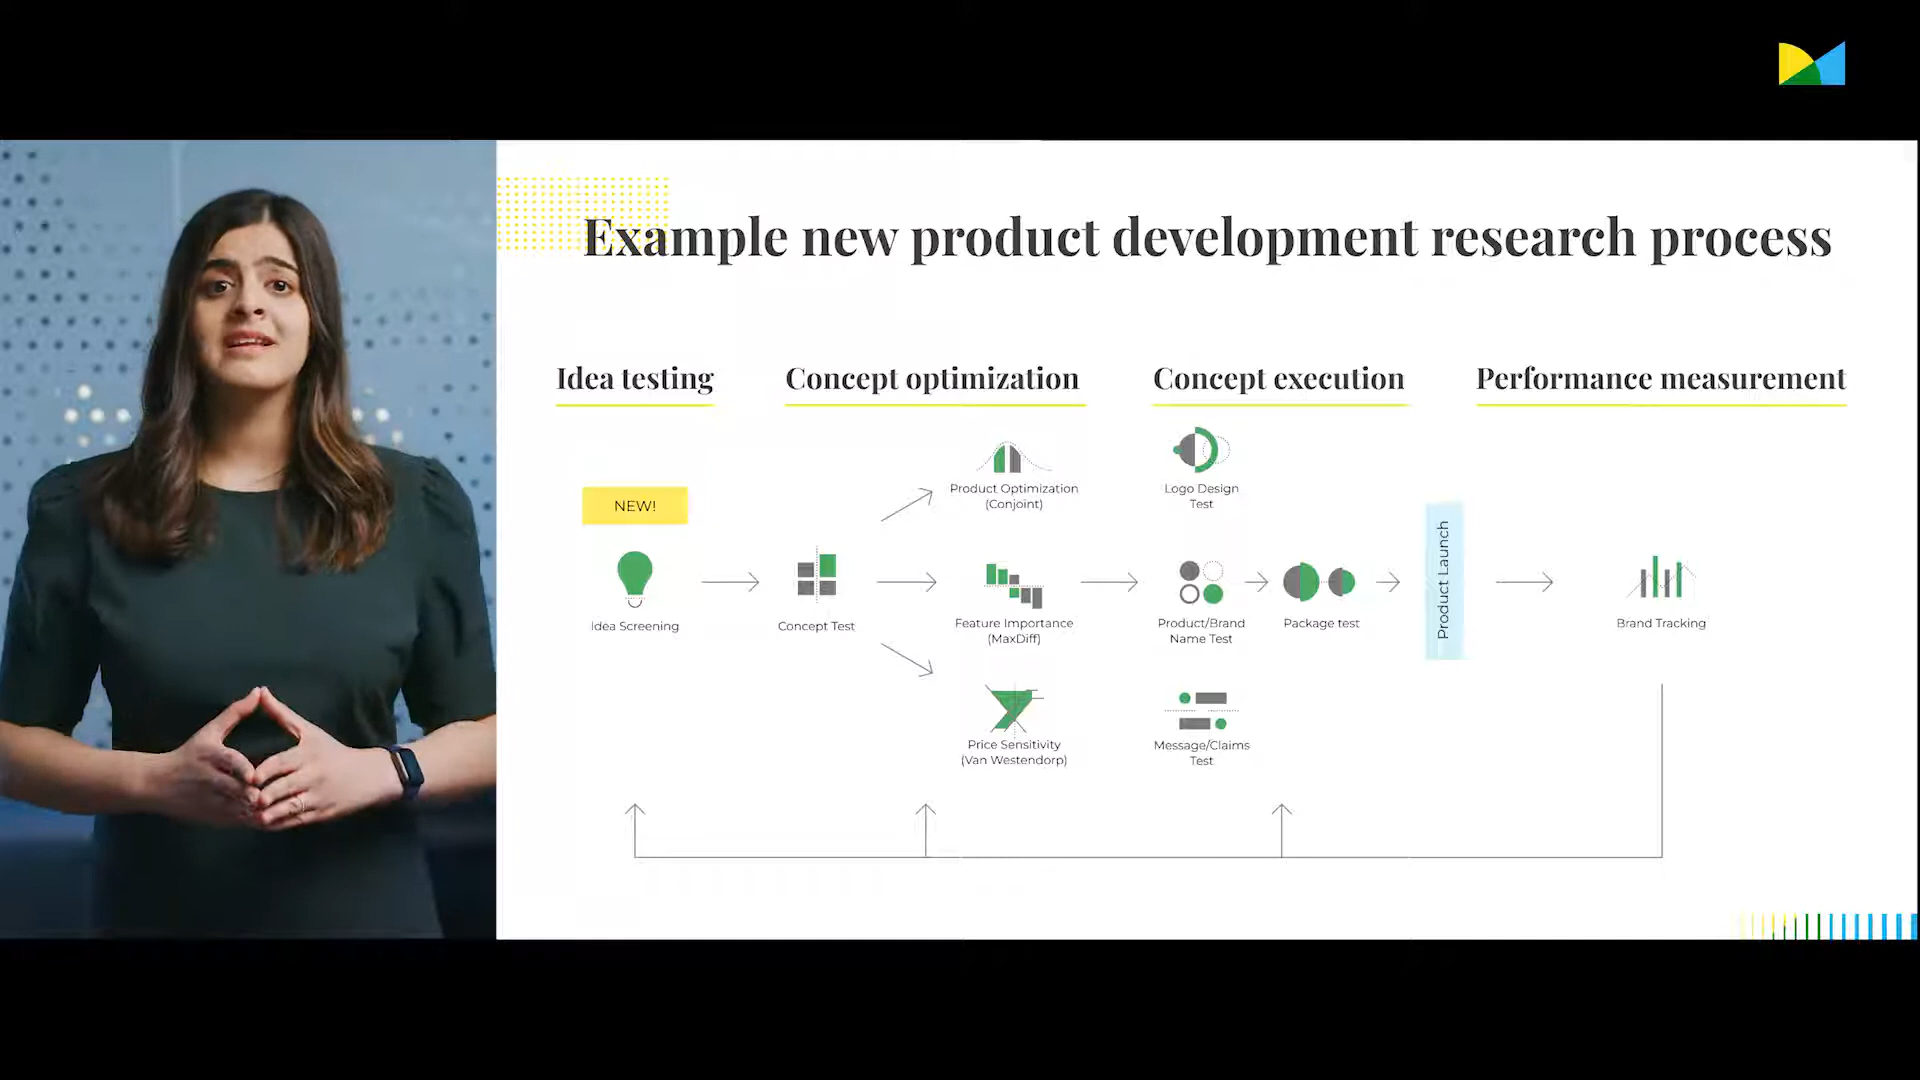 Example new product development research process
Idea testing
Concept optimization
Concept execution
Performance measurement
NEW!
Idea Screening
Concept Test
Product Optimization
(Conjoint)
Feature Importance
(MaxDiff)
Price Sensitivity
(Van Westendorp)
Logo Design
Test
Product/Brand
Name Test
Message/Claims
Test
Package test
Product Launch
Brand Tracking